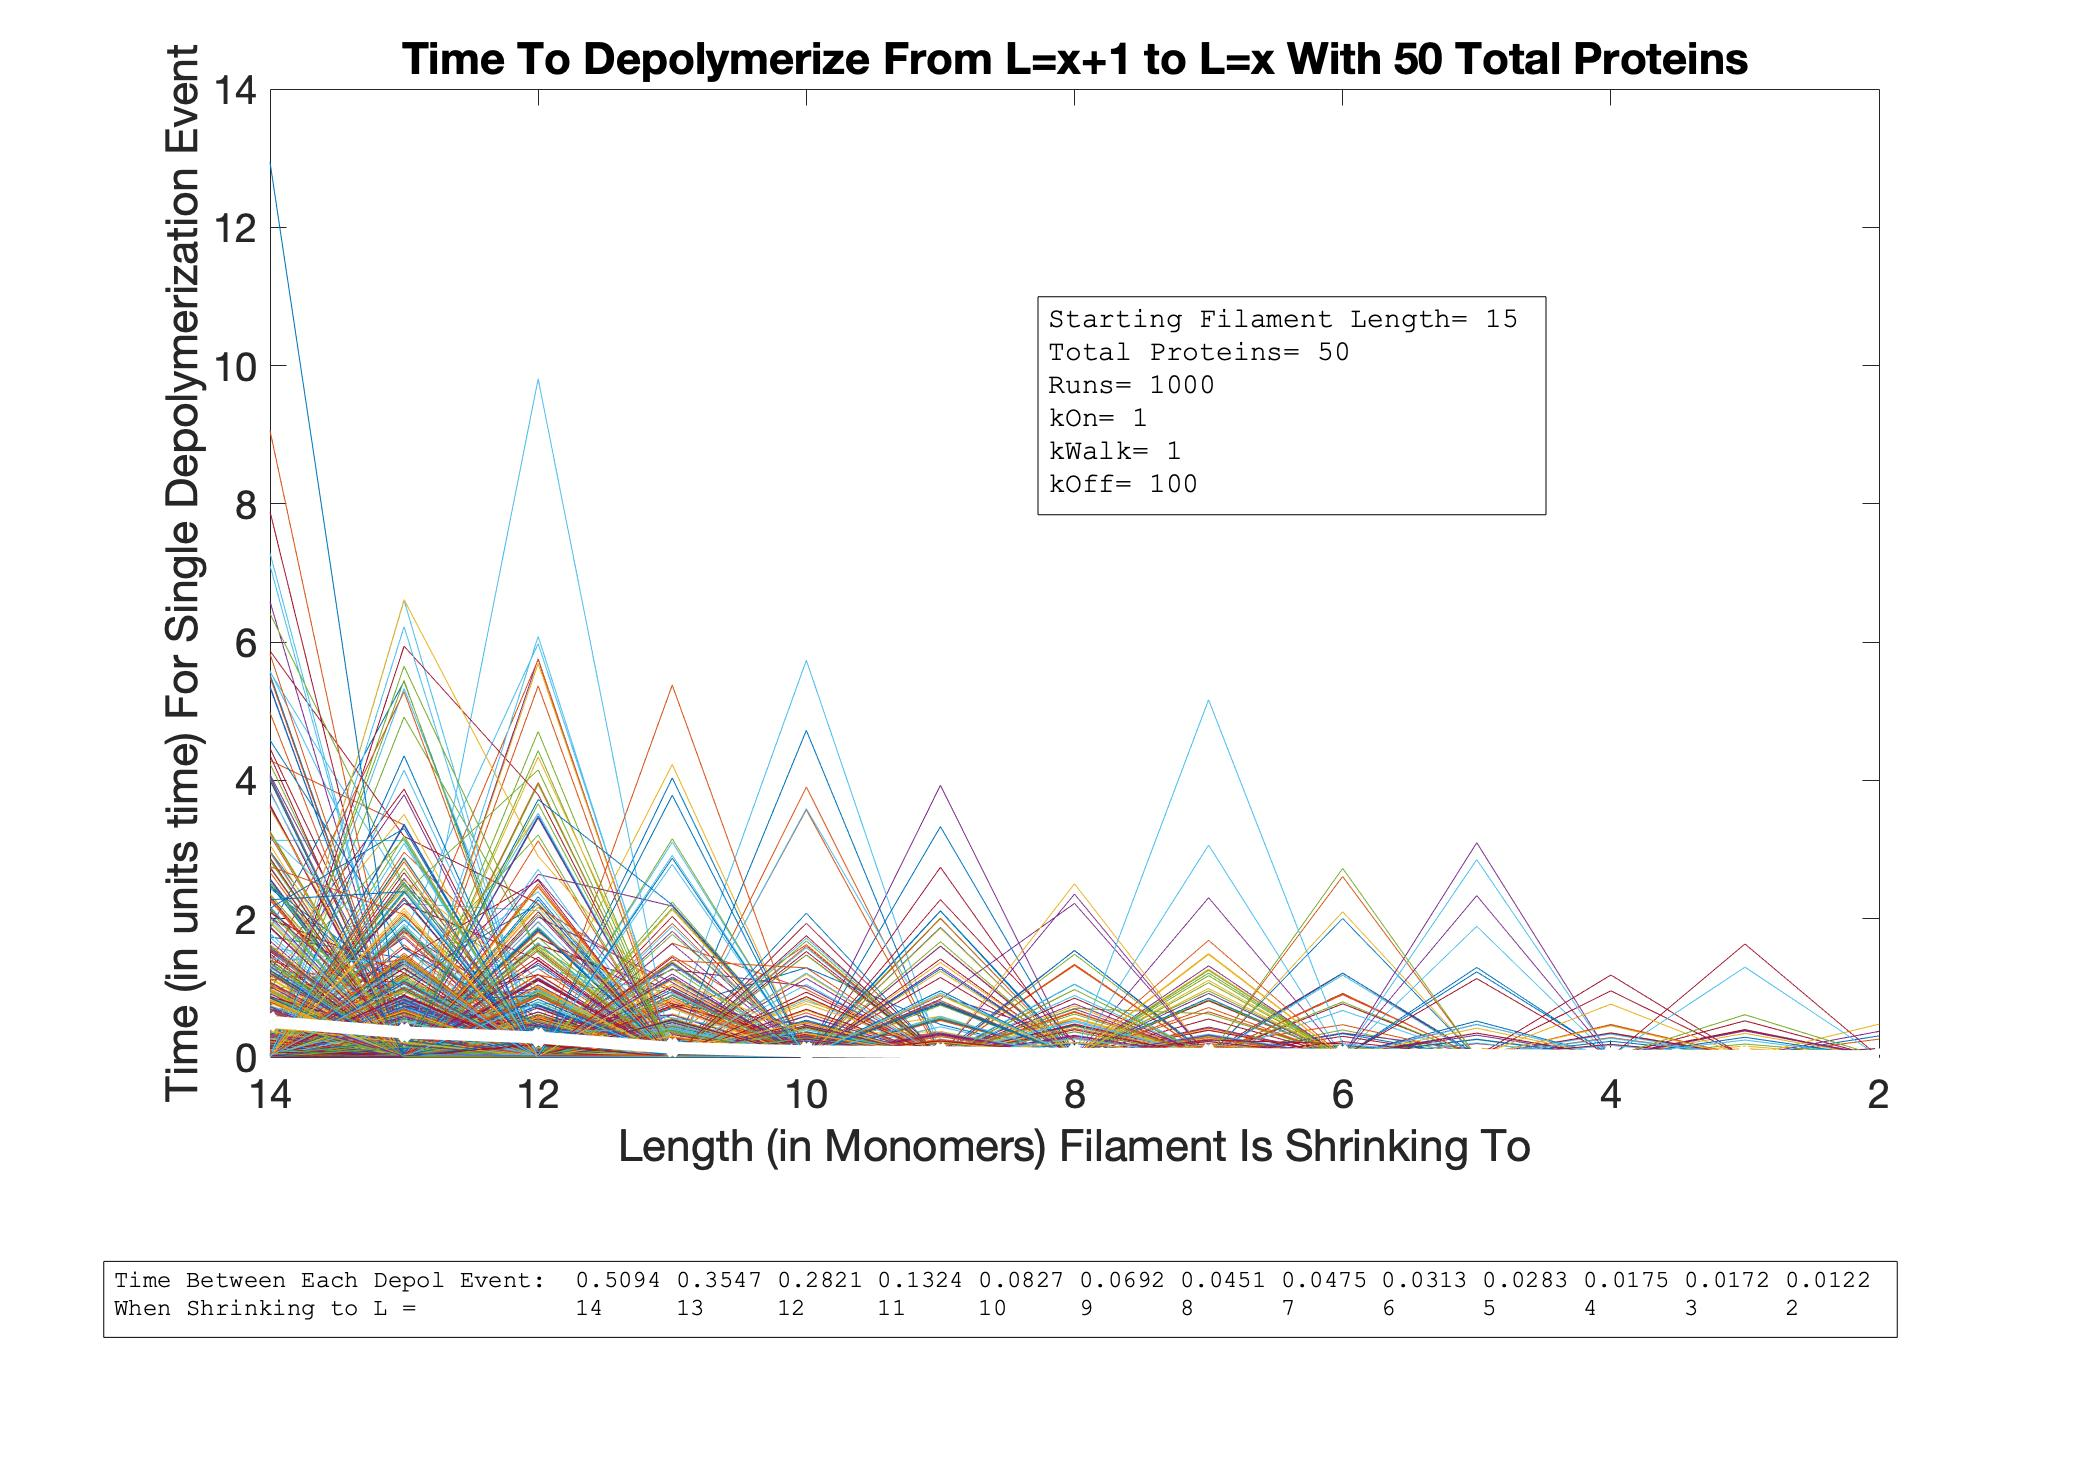 Time To Depolymerize From L=x+1 to L=x With 50 Total Proteins
Time (in units time) For Single Depolymerization Event
14
12
10
8
6
4
2
0
Starting Filament Length= 15
Total Proteins= 50
Runs= 1000
kOn= 1
kWalk= 1
kOff= 100
14 12 10 8 6 4 2
Length (in Monomers) Filament Is Shrinking To
Time Between Each Depol Event: 0.5094 0.3547 0.2821 0.1324 0.0827 0.0692 0.0451 0.0475 0.0313 0.0283 0.0175 0.0172 0.0122
When Shrinking to L = 14 13 12 11 10 9 8 7 6 5 4 3 2